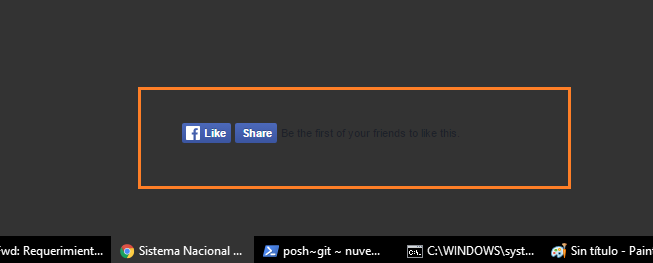 Like Share Be the first of your friends to like this
Fwd: Requerimient... Sistema Nacional ... posh~git ~ nuve... C:\WINDOWS\syst... Sin título - Pain